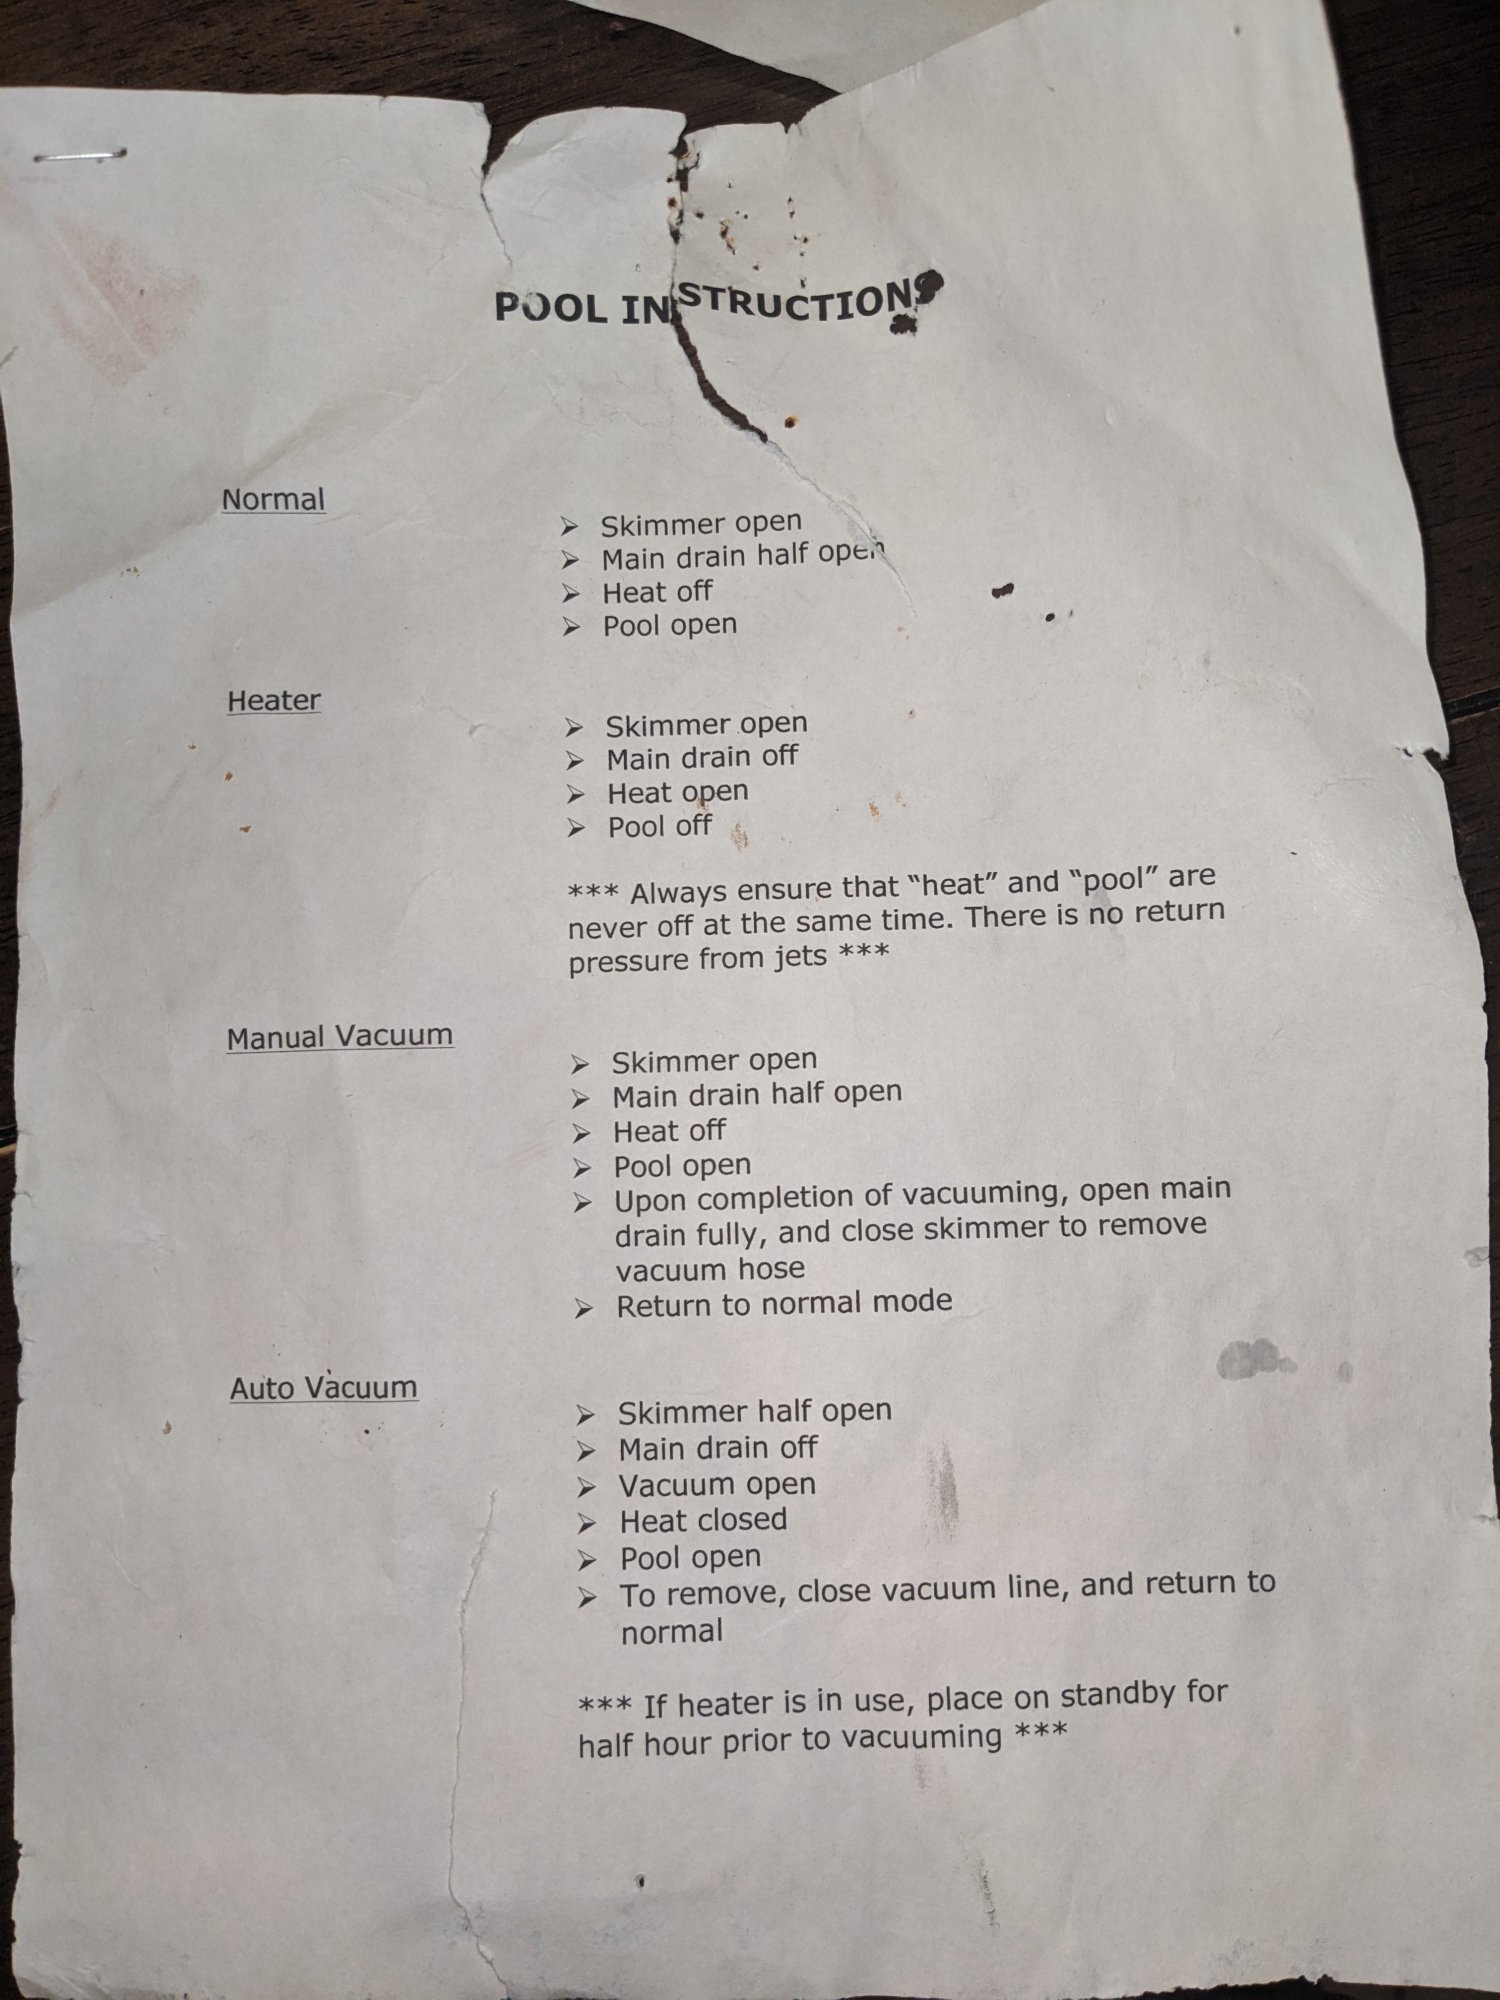 POOL INSTRUCTIONS
Normal
➢ Skimmer open
➢ Main drain half open
➢ Heat off
➢ Pool open
Heater
➢ Skimmer open
➢ Main drain off
➢ Heat open
➢ Pool off
*** Always ensure that “heat” and “pool” are
never off at the same time. There is no return
pressure from jets ***
Manual Vacuum
➢ Skimmer open
➢ Main drain half open
➢ Heat off
➢ Pool open
➢ Upon completion of vacuuming, open main
drain fully, and close skimmer to remove
vacuum hose
➢ Return to normal mode
Auto Vacuum
➢ Skimmer half open
➢ Main drain off
➢ Vacuum open
➢ Heat closed
➢ Pool open
➢ To remove, close vacuum line, and return to
normal
*** If heater is in use, place on standby for
half hour prior to vacuuming ***